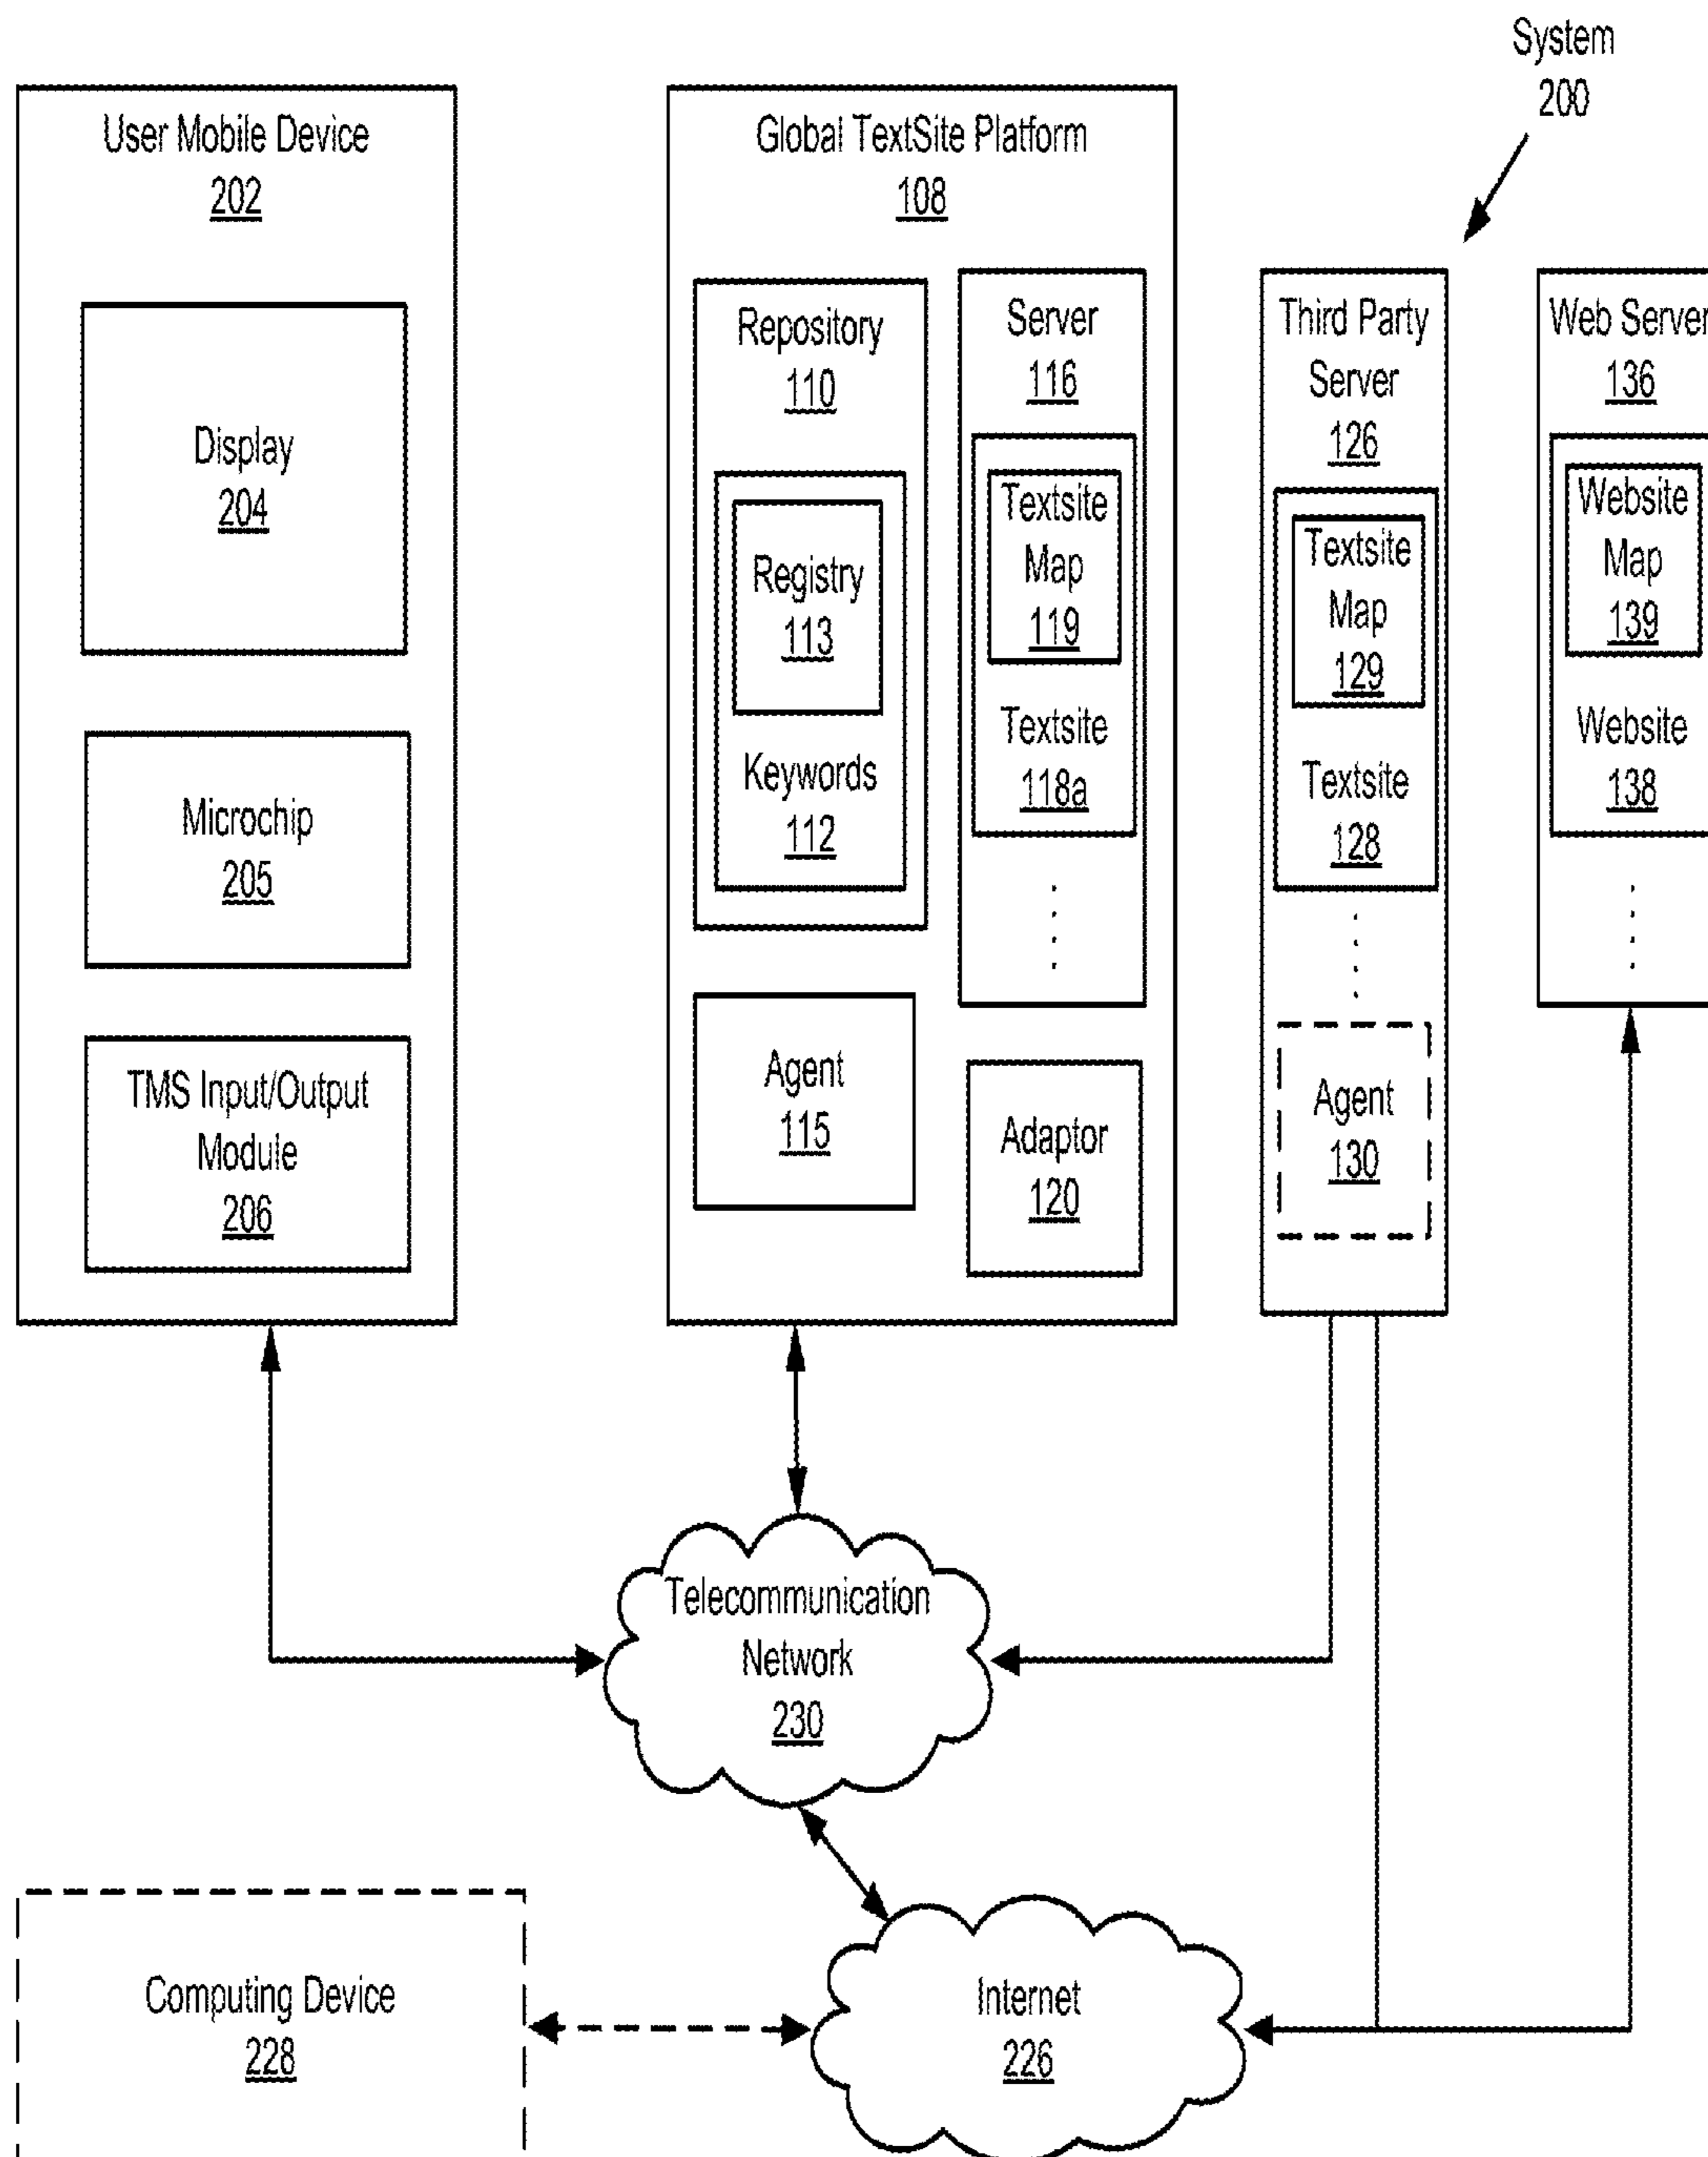 System
200
User Mobile Device
202
Display
204
Microchip
205
TMS Input/Output
Module
206
Global TextSite Platform
108
Repository
110
Registry
113
Keywords
112
Server
116
Textsite
Map
119
Textsite
118a
Agent
115
Adaptor
120
Third Party
Server
126
Textsite
Map
129
Textsite
128
Agent
130
Web Server
136
Website
Map
139
Website
138
Telecommunication
Network
230
Computing Device
228
Internet
226